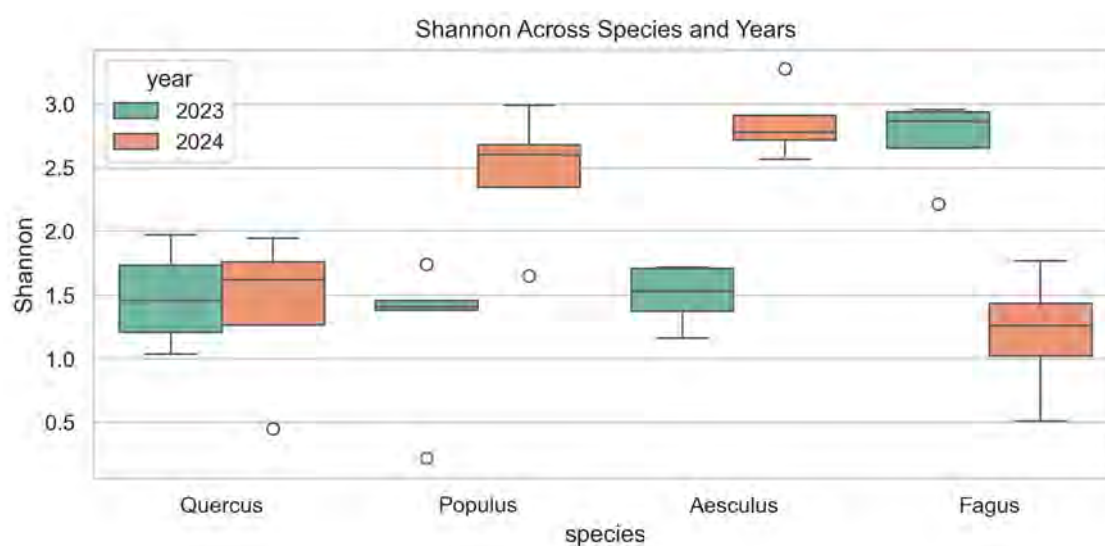 Shannon Across Species and Years
year
2023
2024
Shannon
3.0
2.5
2.0
1.5
1.0
0.5
Quercus
Populus
Aesculus
Fagus
species